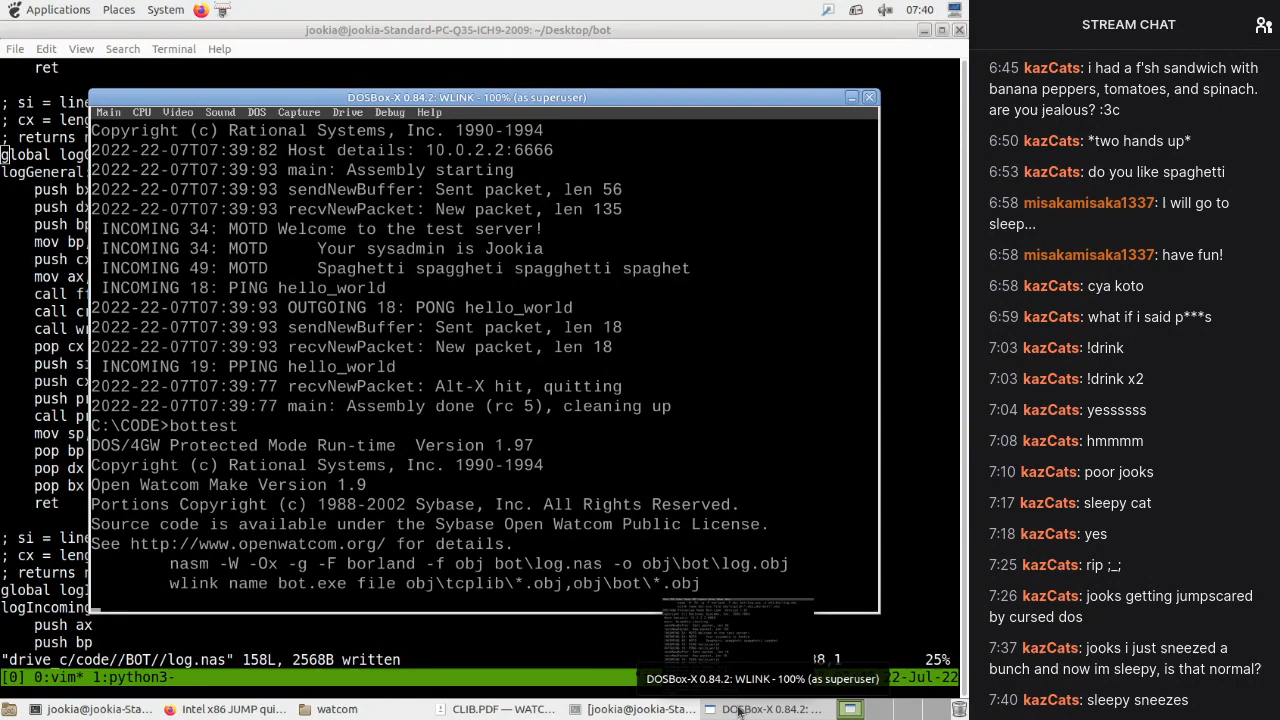 Applications Places System 07:40
jookia@jookia-Standard-PC-Q35-ICH9-2009: ~/Desktop/bot
File Edit View Search Terminal Help
ret
; si = line
; cx = leng
; returns
global logG
logGeneral
push bx
push dx
push bp
mov bp,
push cx
mov ax,
call
call
call
pop cx
push si
push cx
push
call
mov sp
pop bp
pop dx
pop bx
ret
; si = line
; cx = leng
; returns
global logI
push ax
push
DOSBox-X 0.84.2: WLINK - 100% (as superuser)
Main CPU Video Sound DOS Capture Drive Debug Help
Copyright (c) Rational Systems, Inc. 1990-1994
2022-22-07T07:39:82 Host details: 10.0.2.2:6666
2022-22-07T07:39:93 main: Assembly starting
2022-22-07T07:39:93 sendNewBuffer: Sent packet, len 56
2022-22-07T07:39:93 recvNewPacket: New packet, len 135
INCOMING 34: MOTD Welcome to the test server!
INCOMING 34: MOTD     Your sysadmin is Jookia
INCOMING 49: MOTD     Spaghetti spaggheti spagghetti spaghet
INCOMING 18: PING hello_world
2022-22-07T07:39:93 OUTGOING 18: PONG hello_world
2022-22-07T07:39:93 sendNewBuffer: Sent packet, len 18
2022-22-07T07:39:93 recvNewPacket: New packet, len 18
INCOMING 19: PPING hello_world
2022-22-07T07:39:77 recvNewPacket: Alt-X hit, quitting
2022-22-07T07:39:77 main: Assembly done (rc 5), cleaning up
C:\CODE>bottest
DOS/4GW Protected Mode Run-time  Version 1.97
Copyright (c) Rational Systems, Inc. 1990-1994
Open Watcom Make Version 1.9
Portions Copyright (c) 1988-2002 Sybase, Inc. All Rights Reserved.
Source code is available under the Sybase Open Watcom Public License.
See http://www.openwatcom.org/ for details.
nasm -W -Ox -g -F borland -f obj bot\log.nas -o obj\bot\log.obj
wlink name bot.exe file obj\tcplib\*.obj,obj\bot\*.obj
written 25%
[0] 0:vim* 1:python3- 22-Jul-22
DOSBox-X 0.84.2: WLINK - 100% (as superuser)
jookia@jookia-Sta... Intel x86 JUMP watcom CLIB.PDF — WATC... [jookia@jookia-Sta... DOSBox-X 0.84.2: ...
STREAM CHAT
6:45 kazCats: i had a f'sh sandwich with
banana peppers, tomatoes, and spinach.
are you jealous? :3c
6:50 kazCats: *two hands up*
6:53 kazCats: do you like spaghetti
6:58 misakamisaka1337: I will go to
sleep...
6:58 misakamisaka1337: have fun!
6:58 kazCats: cya koto
6:59 kazCats: what if i said p***s
7:03 kazCats: !drink
7:03 kazCats: !drink x2
7:04 kazCats: yessssss
7:08 kazCats: hmmmm
7:10 kazCats: poor jooks
7:17 kazCats: sleepy cat
7:18 kazCats: yes
7:25 kazCats: rip ;_;
7:26 kazCats: jooks getting jumpscared
by cursed dos
7:37 kazCats: jooks i just sneezed a
bunch and now im sleepy, is that normal?
7:40 kazCats: sleepy sneezes